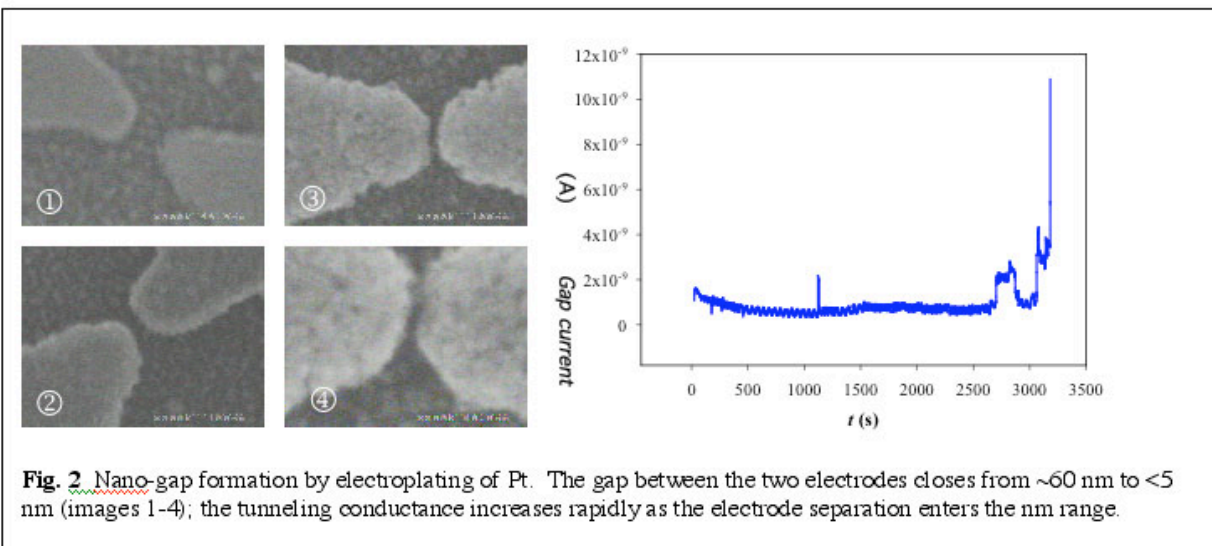 ①
②
③
④
12x10-9
10x10-9
8x10-9
6x10-9
4x10-9
2x10-9
0
Gap current (A)
0 500 1000 1500 2000 2500 3000 3500
t (s)
Fig. 2 Nano-gap formation by electroplating of Pt. The gap between the two electrodes closes from ~60 nm to <5
nm (images 1-4); the tunneling conductance increases rapidly as the electrode separation enters the nm range.